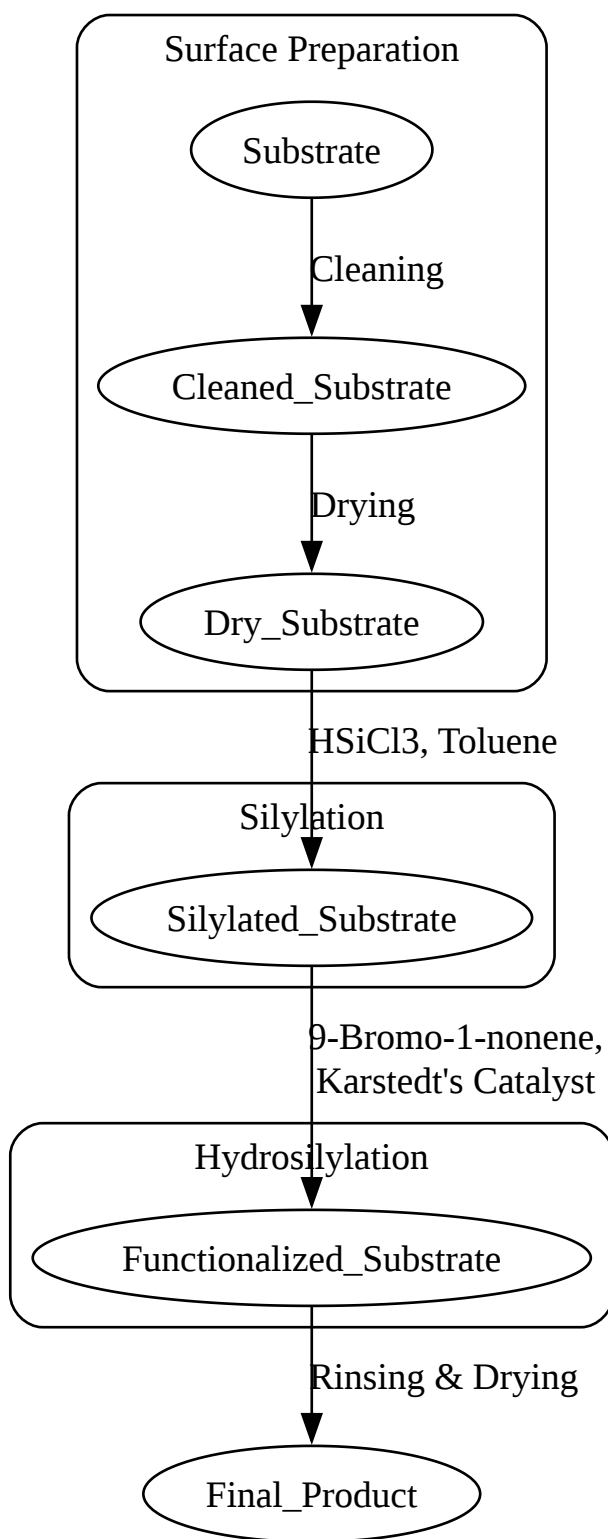 Surface Preparation
Substrate
Cleaning
Cleaned_Substrate
Drying
Dry_Substrate
HSiCl3, Toluene
Silylation
Silylated_Substrate
9-Bromo-1-nonene,
Karstedt's Catalyst
Hydrosilylation
Functionalized_Substrate
Rinsing & Drying
Final_Product